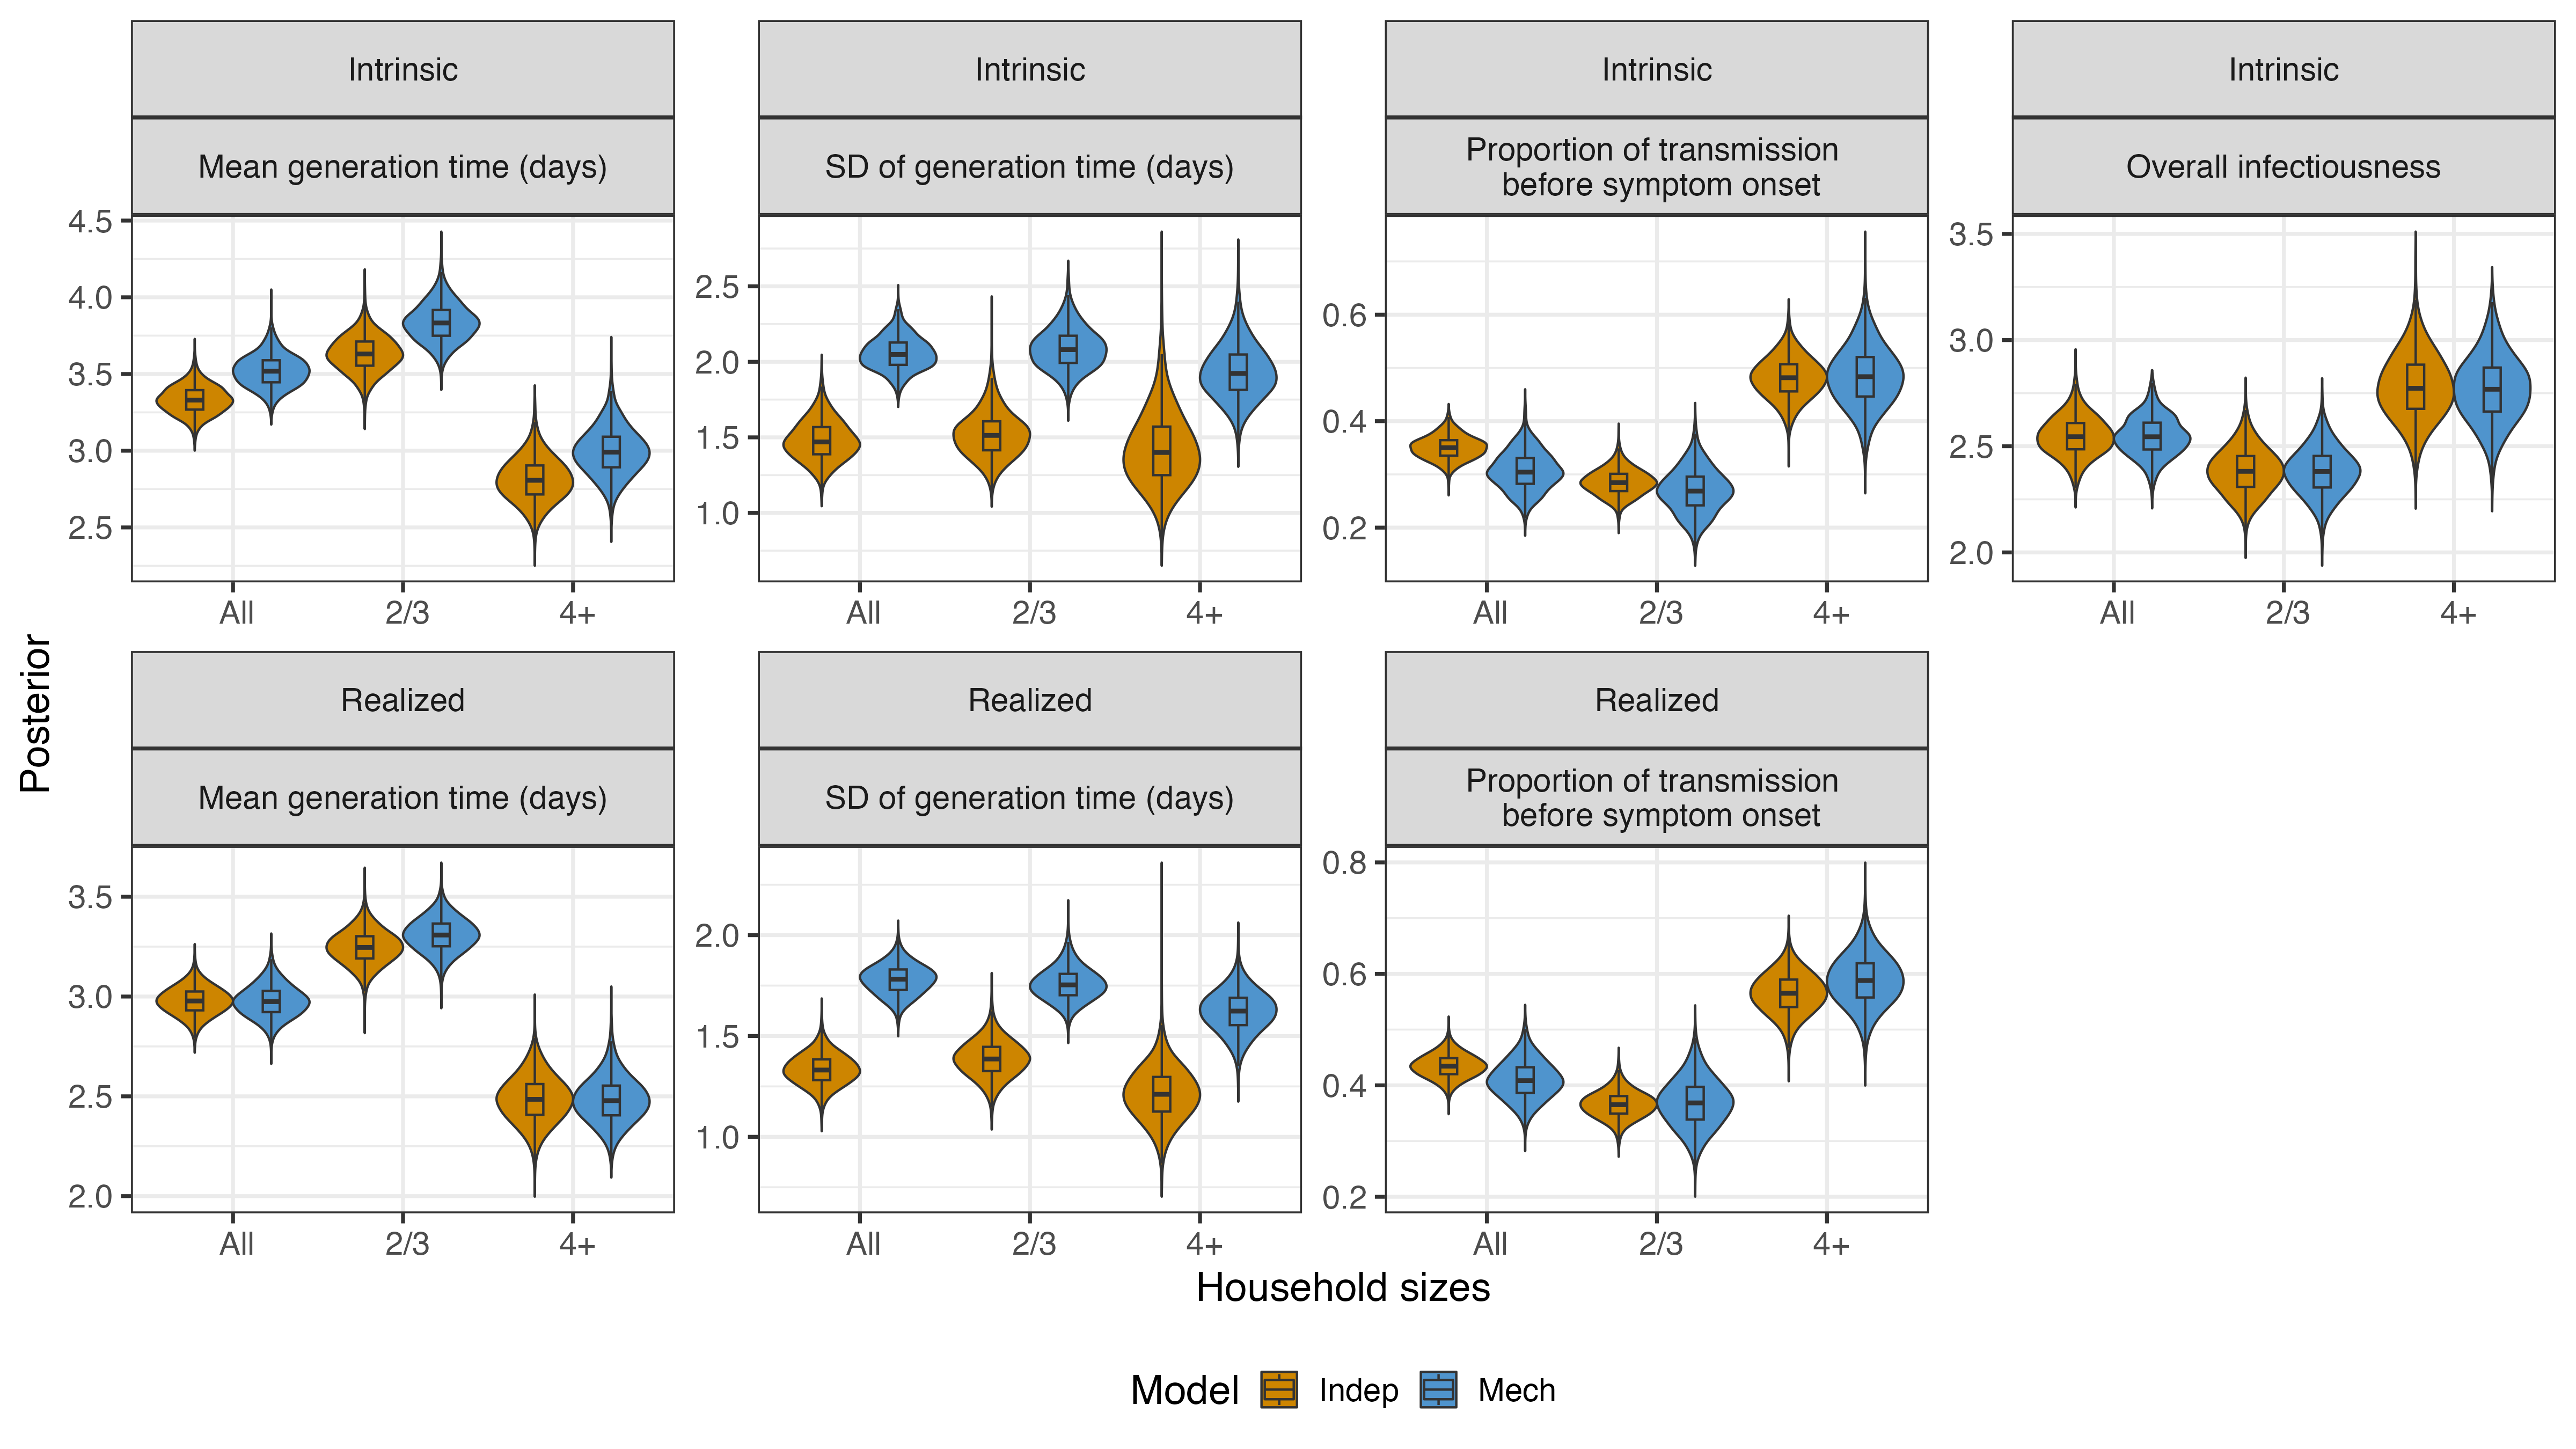 Intrinsic
Intrinsic
Intrinsic
Intrinsic
Mean generation time (days)
SD of generation time (days)
Proportion of transmission
before symptom onset
Overall infectiousness
4.5
4.0
3.5
3.0
2.5
2.5
2.0
1.5
1.0
0.6
0.4
0.2
3.5
3.0
2.5
2.0
All
2/3
4+
All
2/3
4+
All
2/3
4+
All
2/3
4+
Posterior
Realized
Realized
Realized
Mean generation time (days)
SD of generation time (days)
Proportion of transmission
before symptom onset
3.5
3.0
2.5
2.0
2.0
1.5
1.0
0.8
0.6
0.4
0.2
All
2/3
4+
All
2/3
4+
All
2/3
4+
Household sizes
Model
Indep
Mech